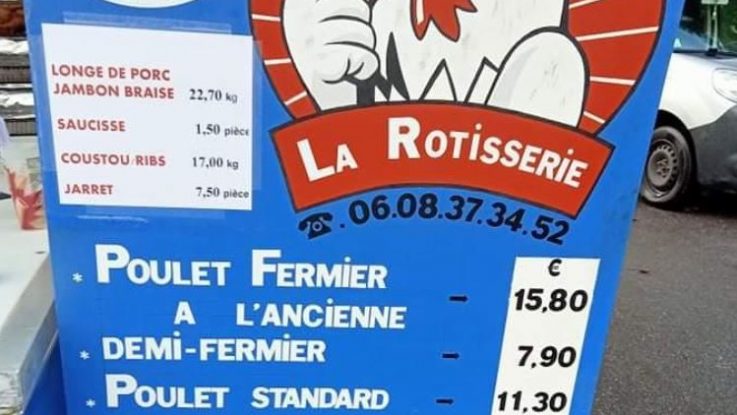 LONGE DE PORC
JAMBON BRAISE 22,70 kg
SAUCISSE 1,50 pièce
COUSTOU/RIBS 17,00 kg
JARRET 7,50 pièce
LA ROTISSERIE
☎.06.08.37.34.52
€
* POULET FERMIER
A L'ANCIENNE – 15,80
* DEMI-FERMIER – 7,90
* POULET STANDARD – 11,30